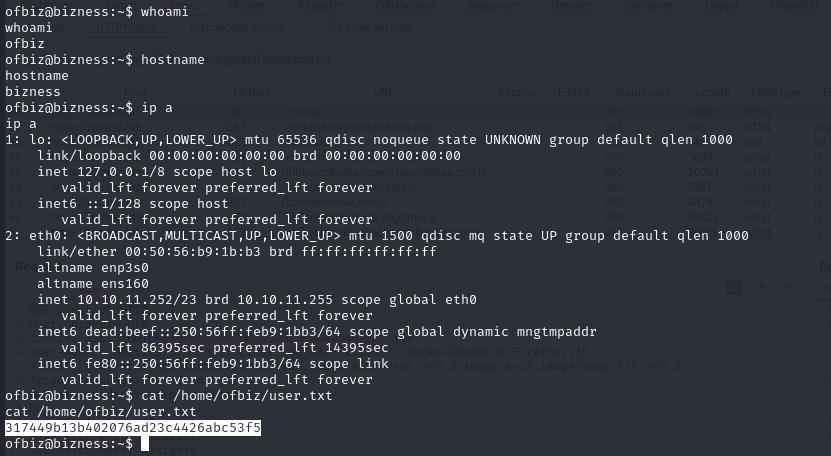 ofbiz@bizness:~$ whoami
whoami
ofbiz
ofbiz@bizness:~$ hostname
hostname
bizness
ofbiz@bizness:~$ ip a
ip a
1: lo: <LOOPBACK,UP,LOWER_UP> mtu 65536 qdisc noqueue state UNKNOWN group default qlen 1000
    link/loopback 00:00:00:00:00:00 brd 00:00:00:00:00:00
    inet 127.0.0.1/8 scope host lo
       valid_lft forever preferred_lft forever
    inet6 ::1/128 scope host
       valid_lft forever preferred_lft forever
2: eth0: <BROADCAST,MULTICAST,UP,LOWER_UP> mtu 1500 qdisc mq state UP group default qlen 1000
    link/ether 00:50:56:b9:1b:b3 brd ff:ff:ff:ff:ff:ff
    altname enp3s0
    altname ens160
    inet 10.10.11.252/23 brd 10.10.11.255 scope global eth0
       valid_lft forever preferred_lft forever
    inet6 dead:beef::250:56ff:feb9:1bb3/64 scope global dynamic mngtmpaddr
       valid_lft 86395sec preferred_lft 14395sec
    inet6 fe80::250:56ff:feb9:1bb3/64 scope link
       valid_lft forever preferred_lft forever
ofbiz@bizness:~$ cat /home/ofbiz/user.txt
cat /home/ofbiz/user.txt
317449b13b402076ad23c4426abc53f5
ofbiz@bizness:~$